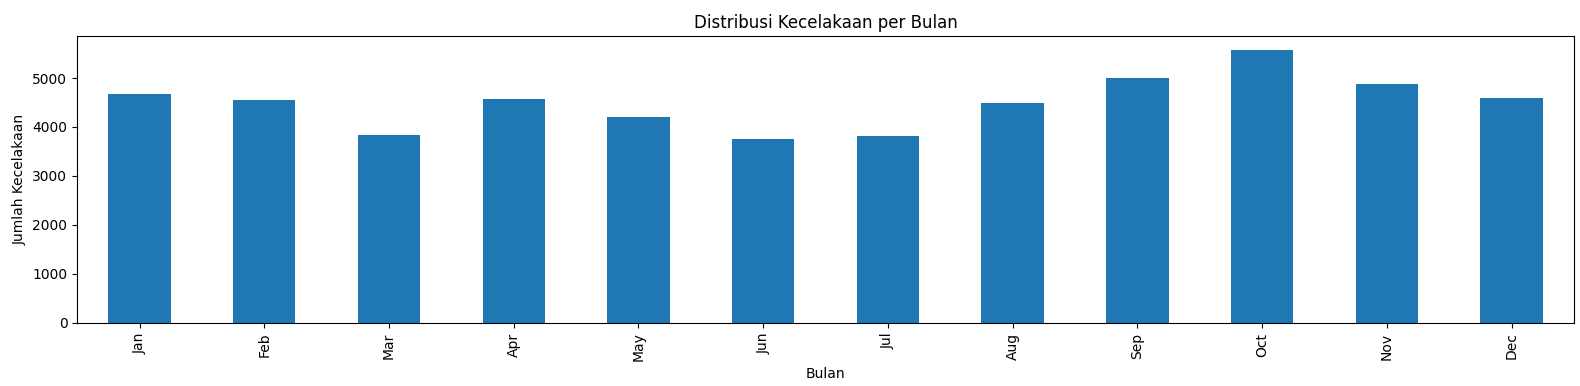 Distribusi Kecelakaan per Bulan
Jumlah Kecelakaan
5000
4000
3000
2000
1000
0
Jan Feb Mar Apr May Jun Jul Aug Sep Oct Nov Dec
Bulan